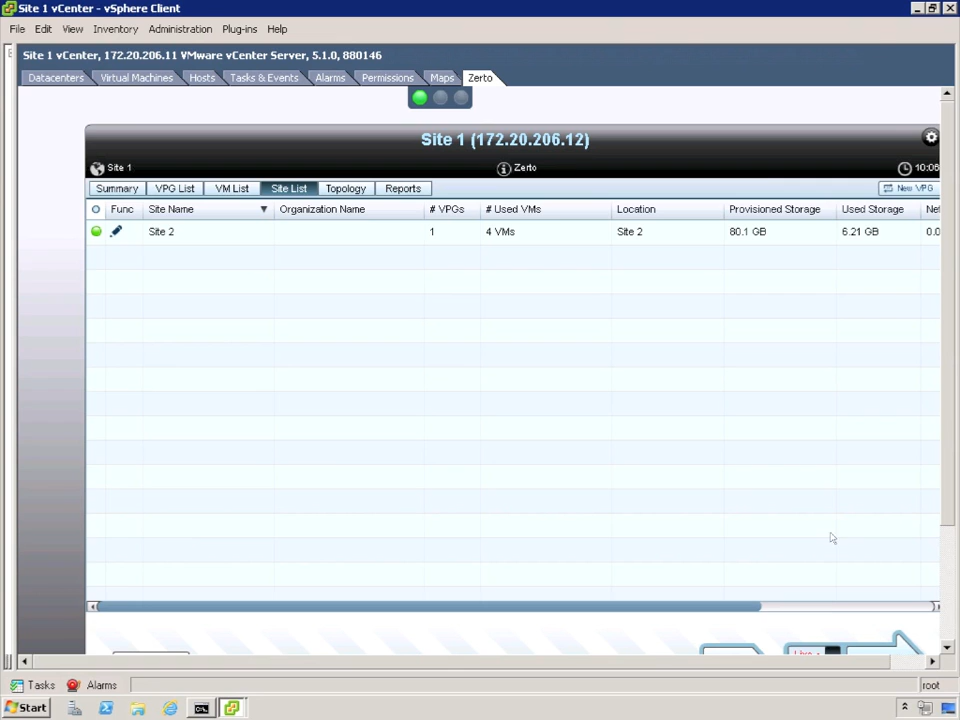 Site 1 vCenter - vSphere Client
File Edit View Inventory Administration Plug-ins Help
Site 1 vCenter, 172.20.206.11 VMware vCenter Server, 5.1.0, 880146
Datacenters Virtual Machines Hosts Tasks & Events Alarms Permissions Maps Zerto
Site 1 (172.20.206.12)
Site 1 Zerto 10:06
Summary VPG List VM List Site List Topology Reports New VPG
Func Site Name Organization Name # VPGs # Used VMs Location Provisioned Storage Used Storage
Site 2 1 4 VMs Site 2 80.1 GB 6.21 GB 0.0
Tasks Alarms root
Start